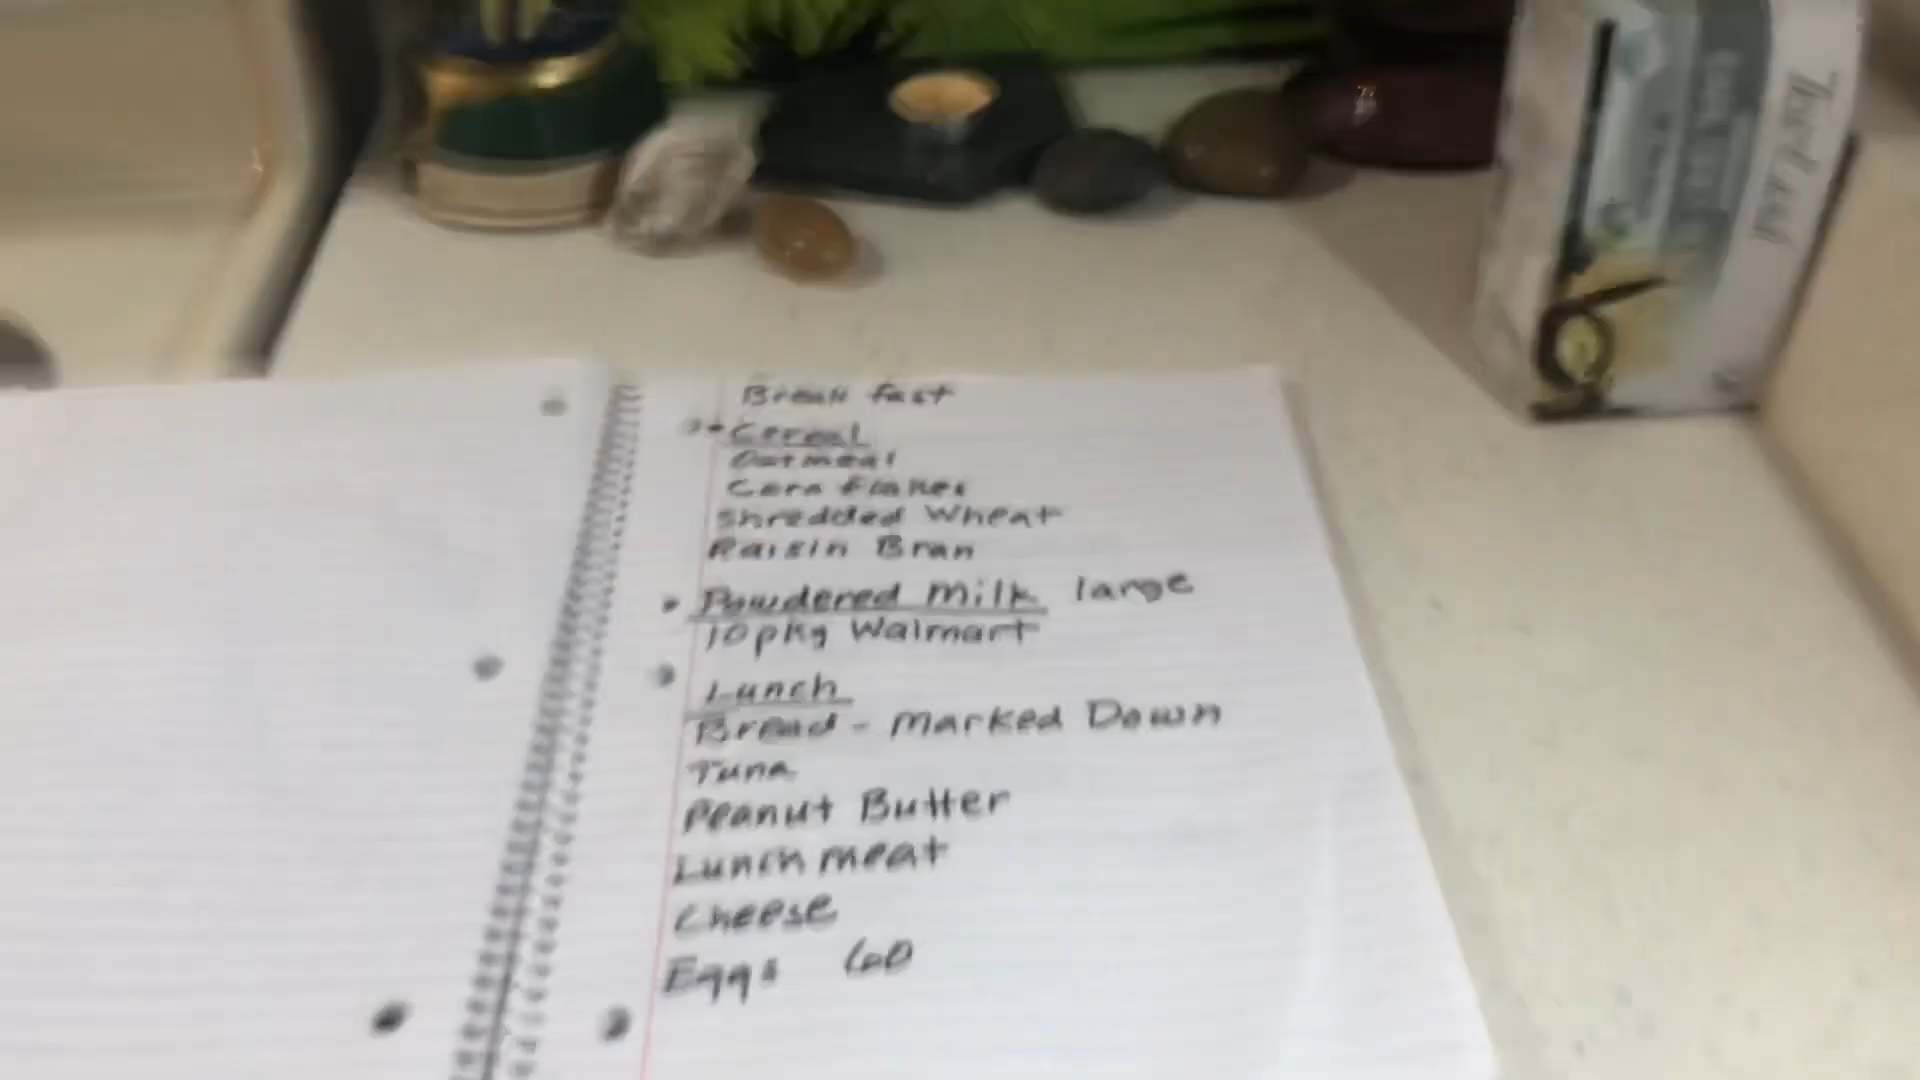 Breakfast
Cereal
Oatmeal
Corn flakes
Shredded Wheat
Raisin Bran
Powdered Milk large
10pkg Walmart
Lunch
Bread - Marked Down
Tuna
Peanut Butter
Lunch meat
Cheese
Eggs 60